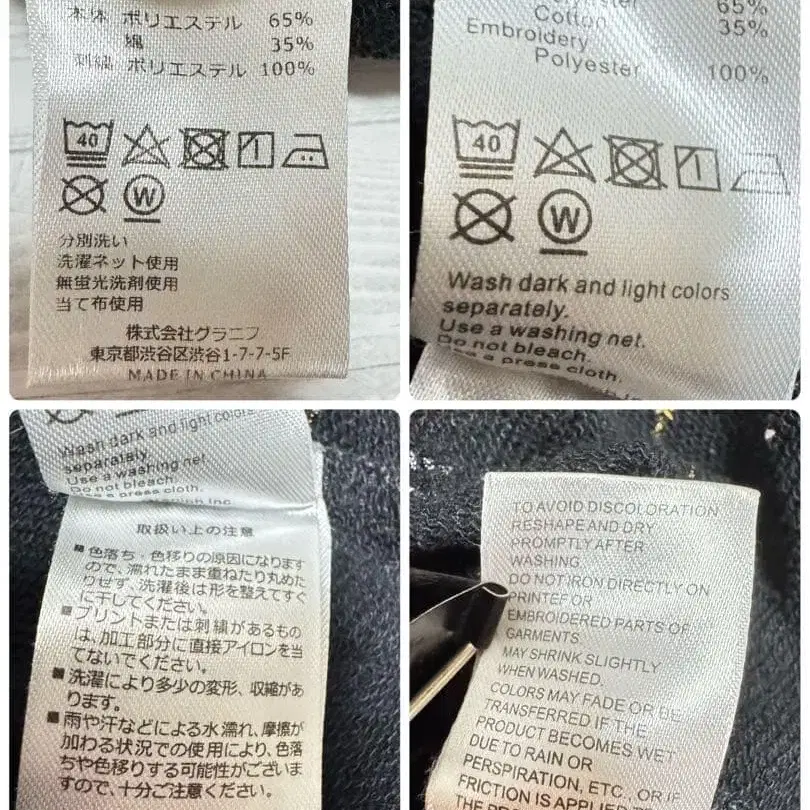 本体 ポリエステル 65%
綿 35%
刺繍 ポリエステル 100%
40
W
分別洗い
洗濯ネット使用
無蛍光洗剤使用
当て布使用
株式会社グラニフ
東京都渋谷区渋谷1-7-7-5F
MADE IN CHINA
65%
Cotton 35%
Embroidery
Polyester 100%
40
W
Wash dark and light colors
separately.
Use a washing net.
Do not bleach.
Use a press cloth.
Wash dark and light colors
separately.
Use a washing net.
Do not bleach.
Use a press cloth.
取扱い上の注意
■色落ち・色移りの原因になります
ので、濡れたまま重ねたり丸めた
りせず、洗濯後は形を整えてすぐ
に干してください。
■プリントまたは刺繍があるもの
は、加工部分に直接アイロンを当
てないでください。
■洗濯により多少の変形、収縮があ
ります。
■雨や汗などによる水濡れ、摩擦が
加わる状況での使用により、色落
ちや色移りする可能性がございま
すので、十分ご注意ください。
TO AVOID DISCOLORATION
RESHAPE AND DRY
PROMPTLY AFTER
WASHING
DO NOT IRON DIRECTLY ON
PRINTEF OR
EMBROIDERED PARTS OF
GARMENTS
MAY SHRINK SLIGHTLY
WHEN WASHED.
COLORS MAY FADE OR BE
TRANSFERRED IF THE
PRODUCT BECOMES WET
DUE TO RAIN OR
PERSPIRATION, ETC., OR IF
FRICTION IS APPLIED TO